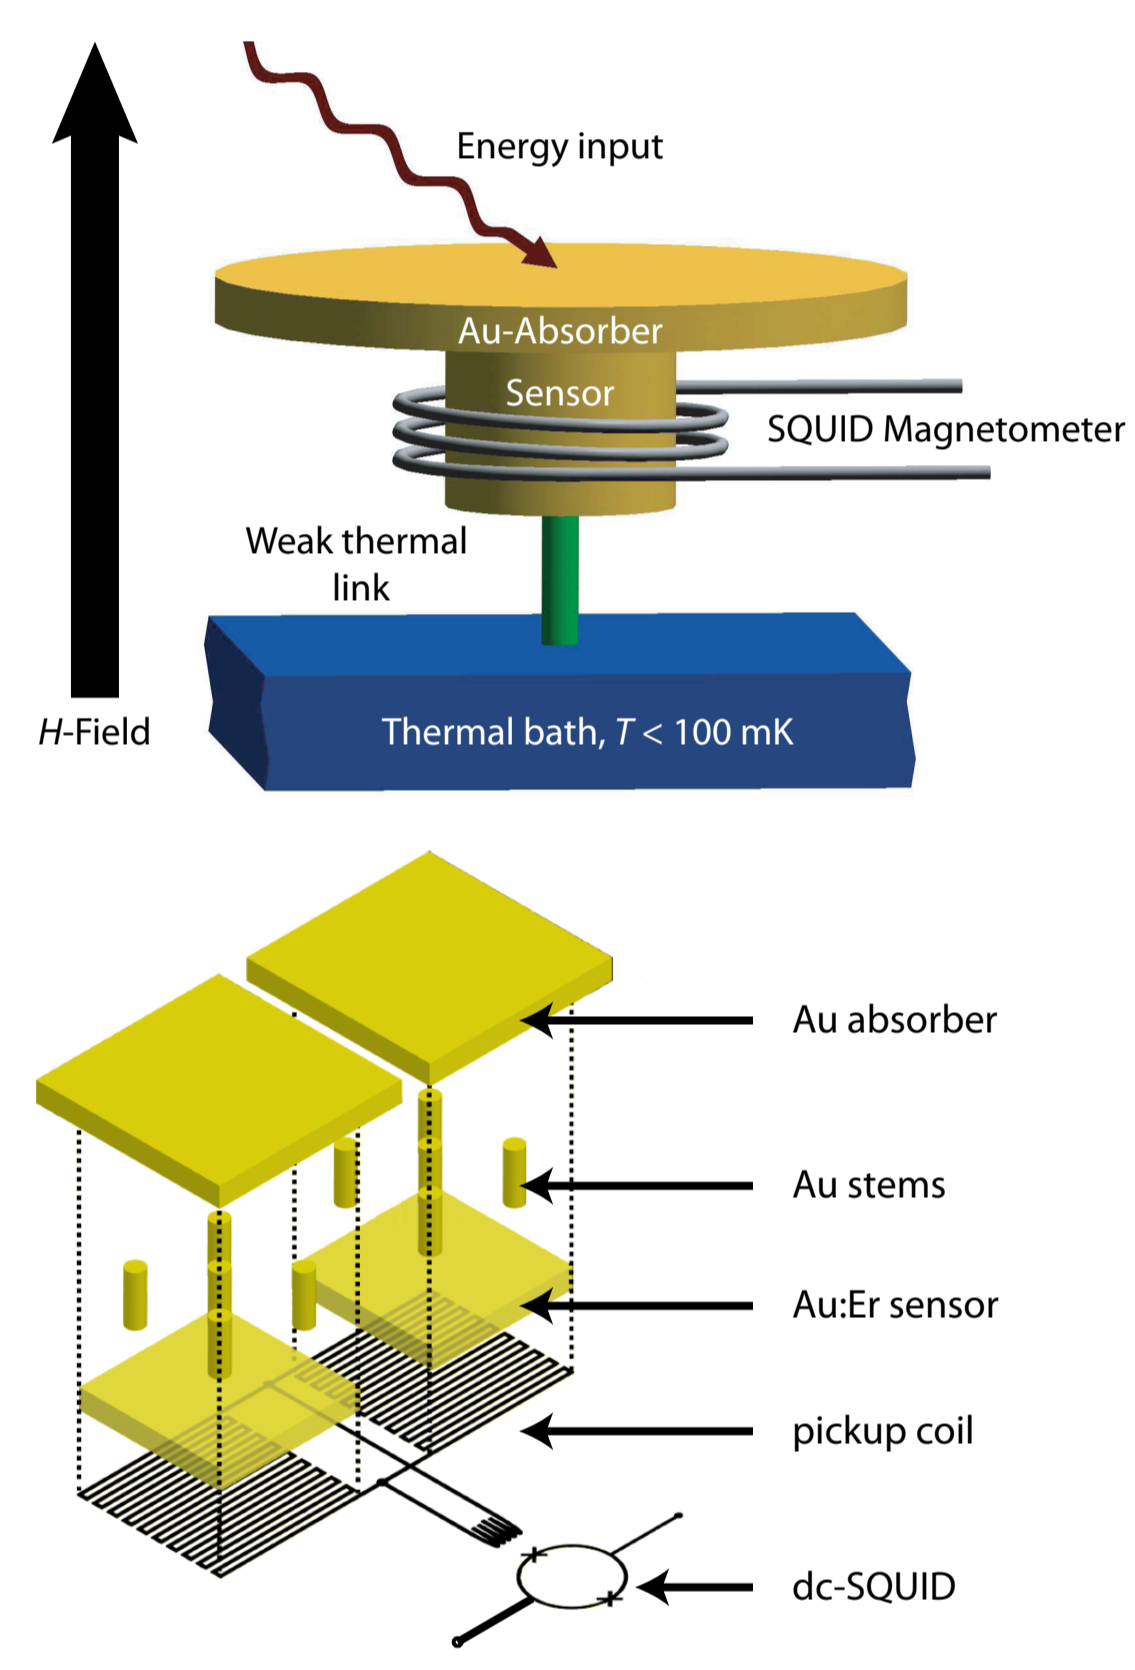 Energy input
Au-Absorber
Sensor
SQUID Magnetometer
Weak thermal
link
H-Field
Thermal bath, T < 100 mK
Au absorber
Au stems
Au:Er sensor
pickup coil
dc-SQUID